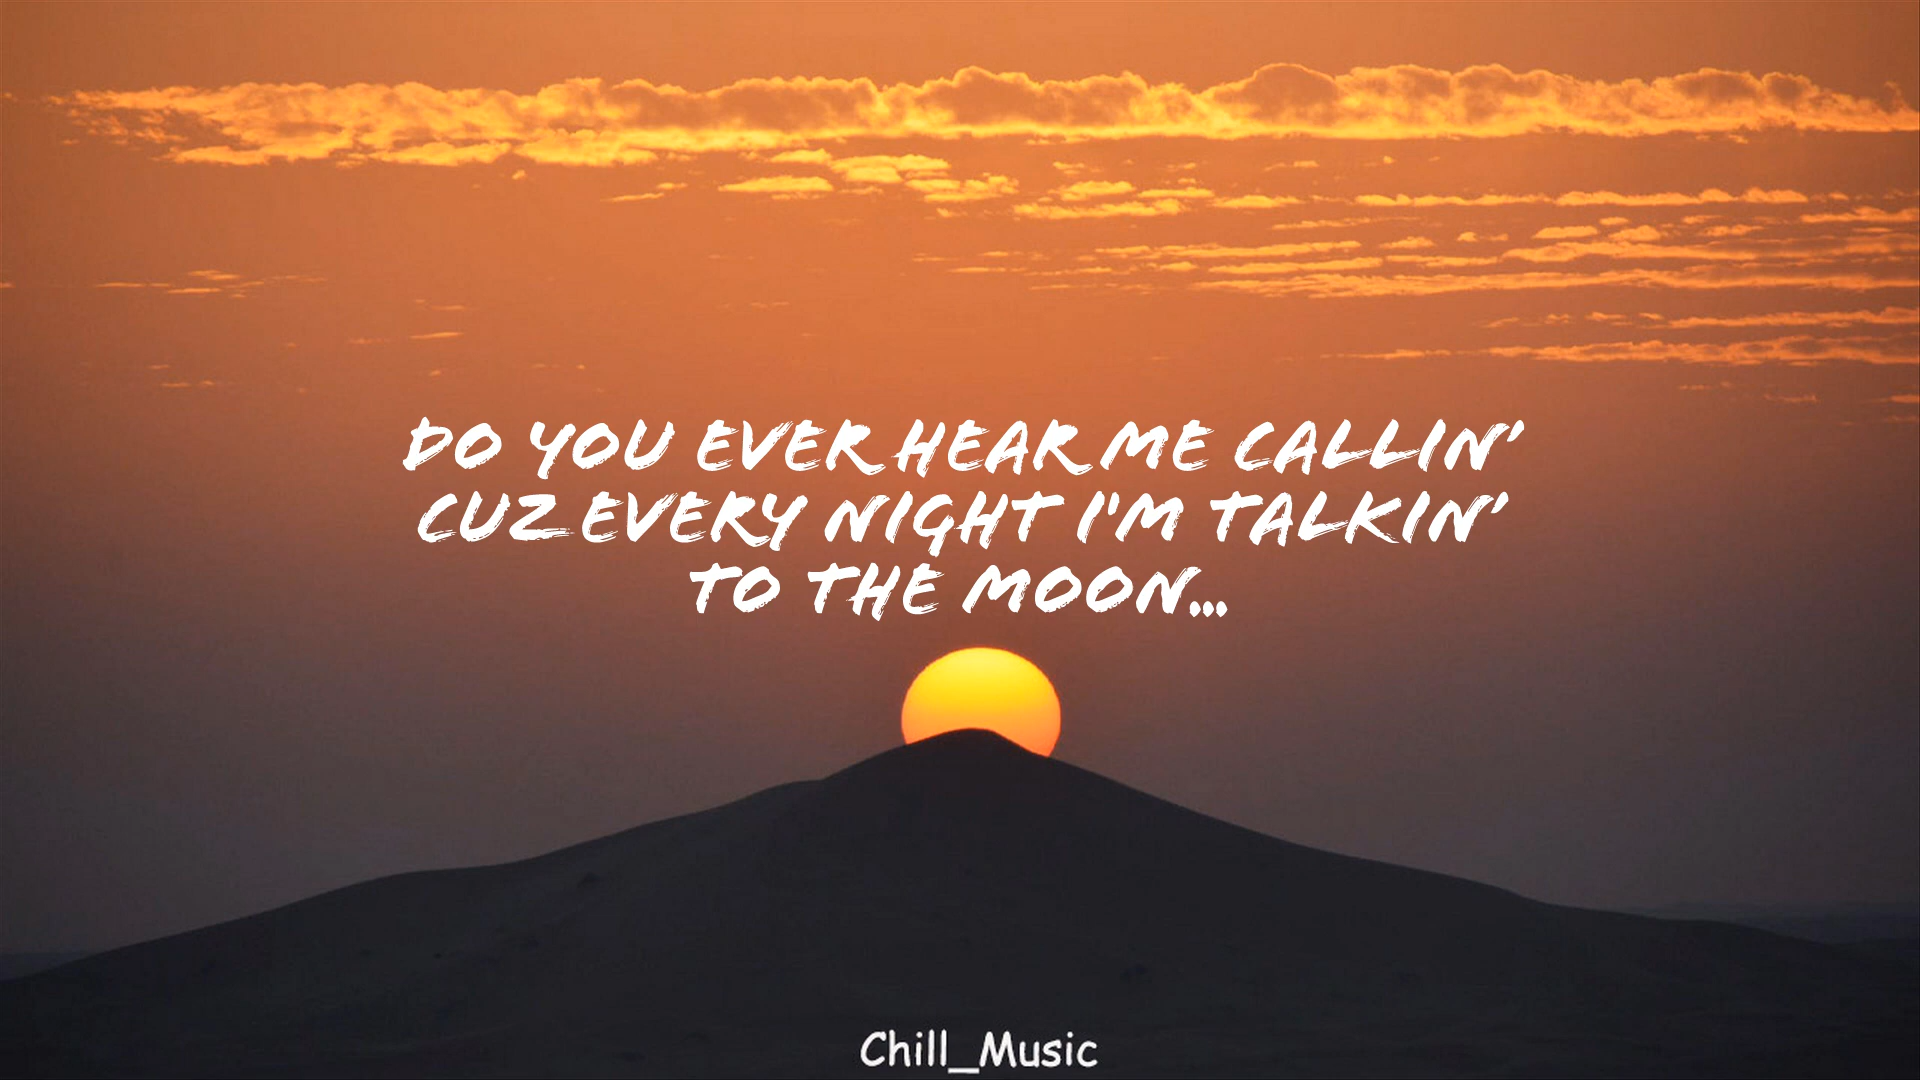 DO YOU EVER HEAR ME CALLIN'
CUZ EVERY NIGHT I'M TALKIN'
TO THE MOON...
Chill_Music